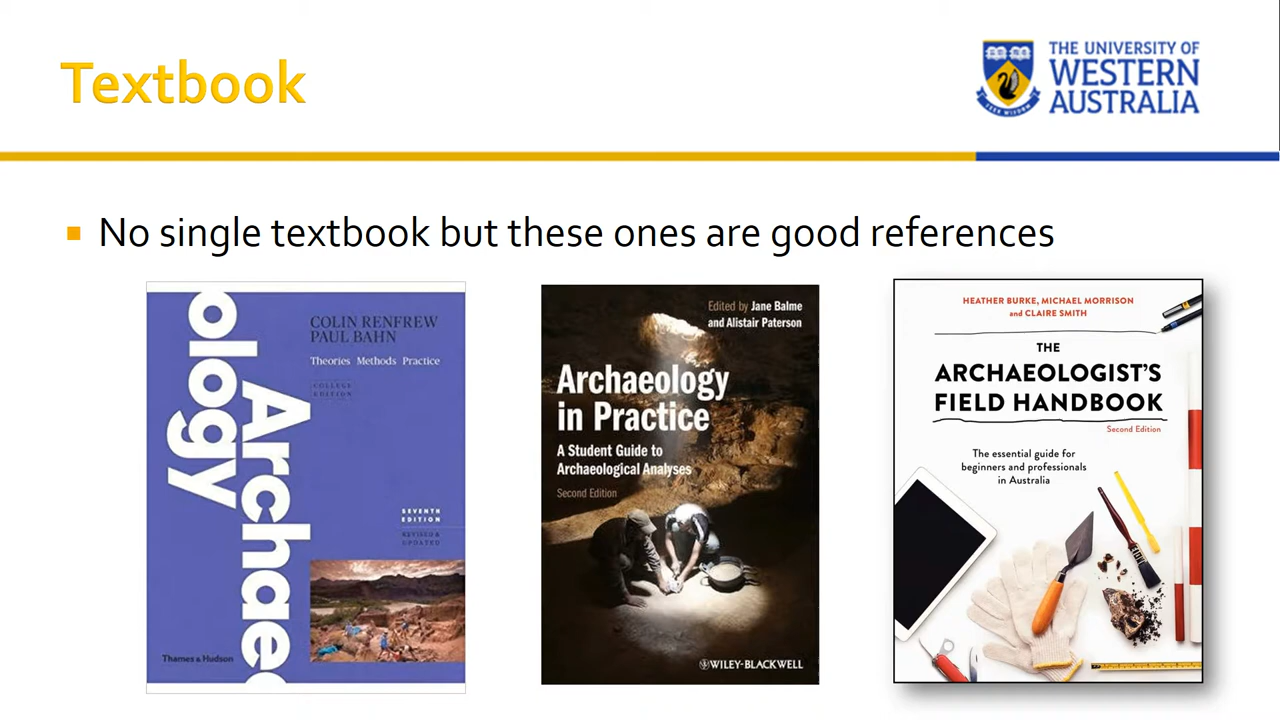 Textbook
THE UNIVERSITY OF
WESTERN
AUSTRALIA
SEEK WISDOM
No single textbook but these ones are good references
Archaeology
COLIN RENFREW
PAUL BAHN
Theories Methods Practice
COLLEGE
EDITION
SEVENTH
EDITION
REVISED &
UPDATED
Thames & Hudson
Edited by Jane Balme
and Alistair Paterson
Archaeology
in Practice
A Student Guide to
Archaeological Analyses
Second Edition
WILEY-BLACKWELL
HEATHER BURKE, MICHAEL MORRISON
and CLAIRE SMITH
THE
ARCHAEOLOGIST'S
FIELD HANDBOOK
Second Edition
The essential guide for
beginners and professionals
in Australia